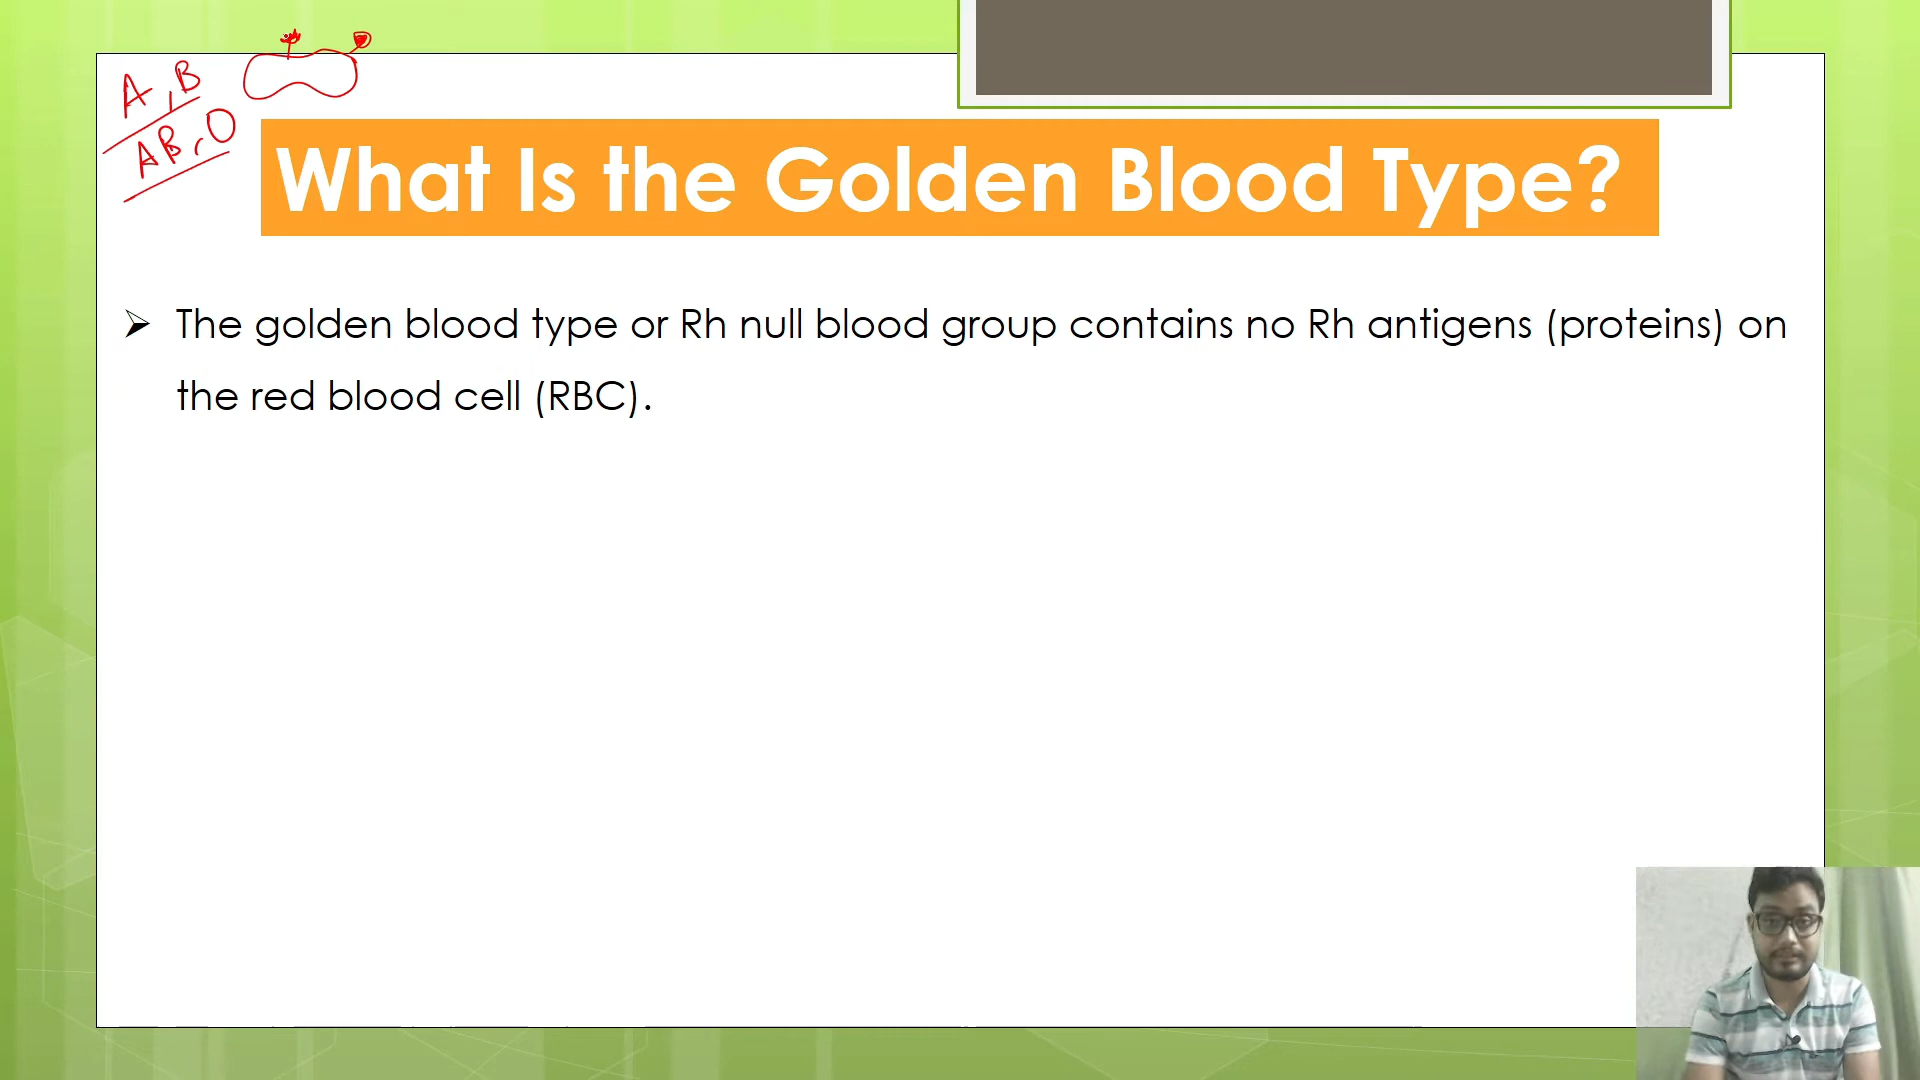 A, B
AB, O
What Is the Golden Blood Type?
➢ The golden blood type or Rh null blood group contains no Rh antigens (proteins) on
the red blood cell (RBC).